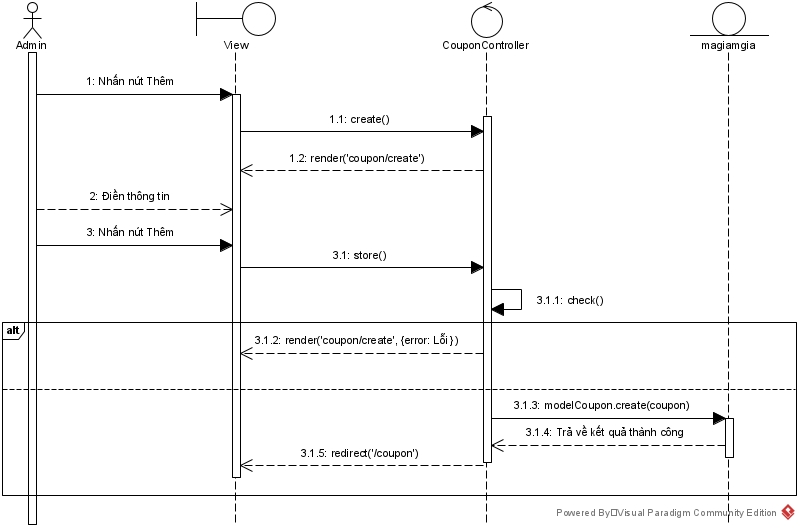 Admin
View
CouponController
magiamgia
1: Nhấn nút Thêm
1.1: create()
1.2: render('coupon/create')
2: Điền thông tin
3: Nhấn nút Thêm
3.1: store()
3.1.1: check()
alt
3.1.2: render('coupon/create', {error: Lỗi })
3.1.3: modelCoupon.create(coupon)
3.1.4: Trả về kết quả thành công
3.1.5: redirect('/coupon')
Powered By□Visual Paradigm Community Edition